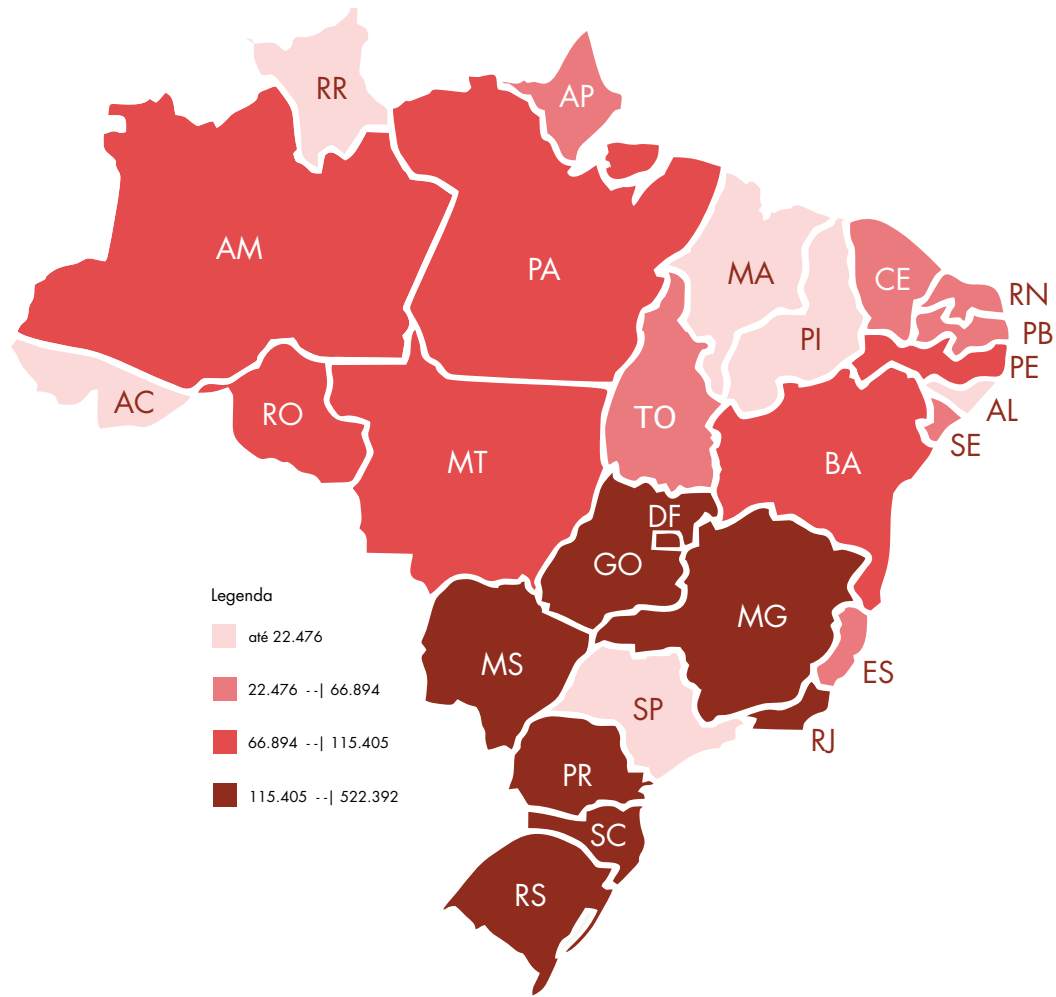 RR
AP
AM
PA
MA
CE
RN
PI
PB
PE
AC
RO
TO
AL
SE
MT
BA
DF
GO
MG
MS
ES
SP
RJ
PR
SC
RS
Legenda
até 22.476
22.476 --| 66.894
66.894 --| 115.405
115.405 --| 522.392